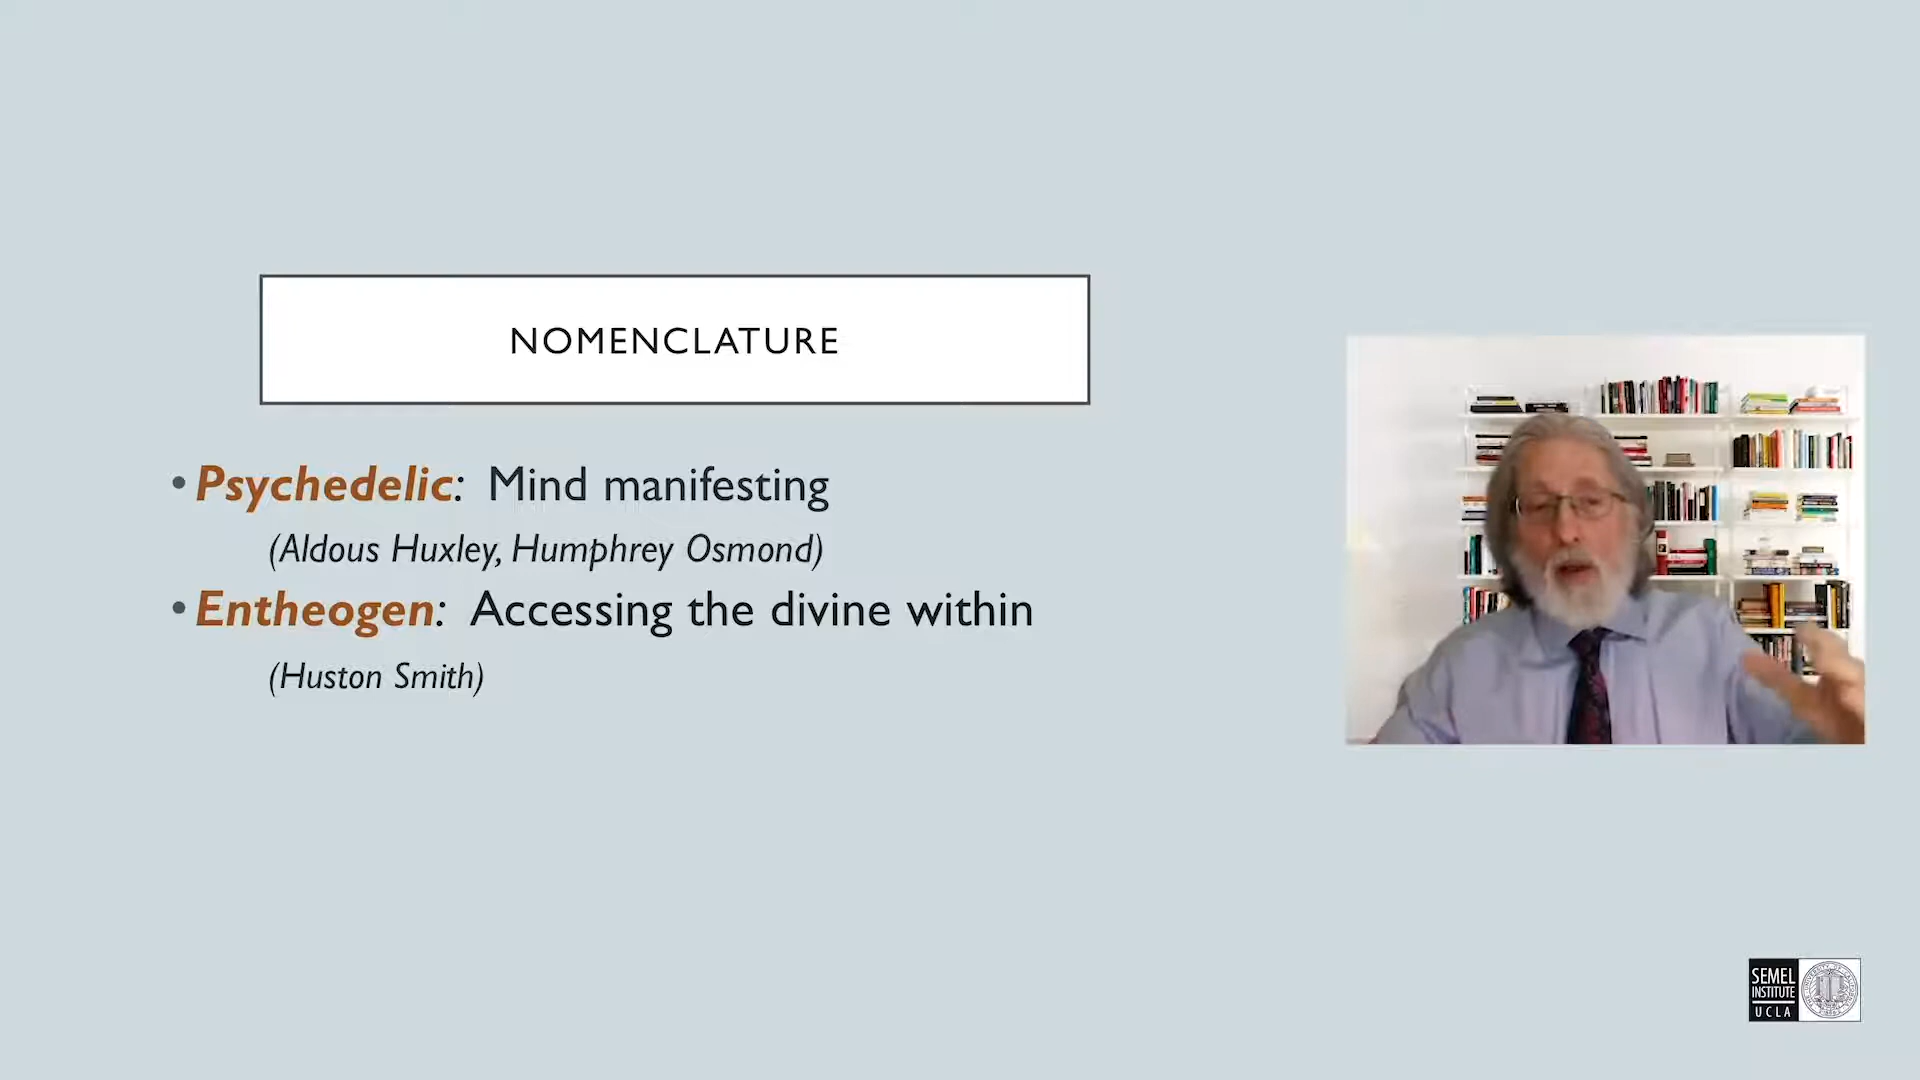 NOMENCLATURE
• Psychedelic: Mind manifesting
(Aldous Huxley, Humphrey Osmond)
• Entheogen: Accessing the divine within
(Huston Smith)
SEMEL
INSTITUTE
UCLA